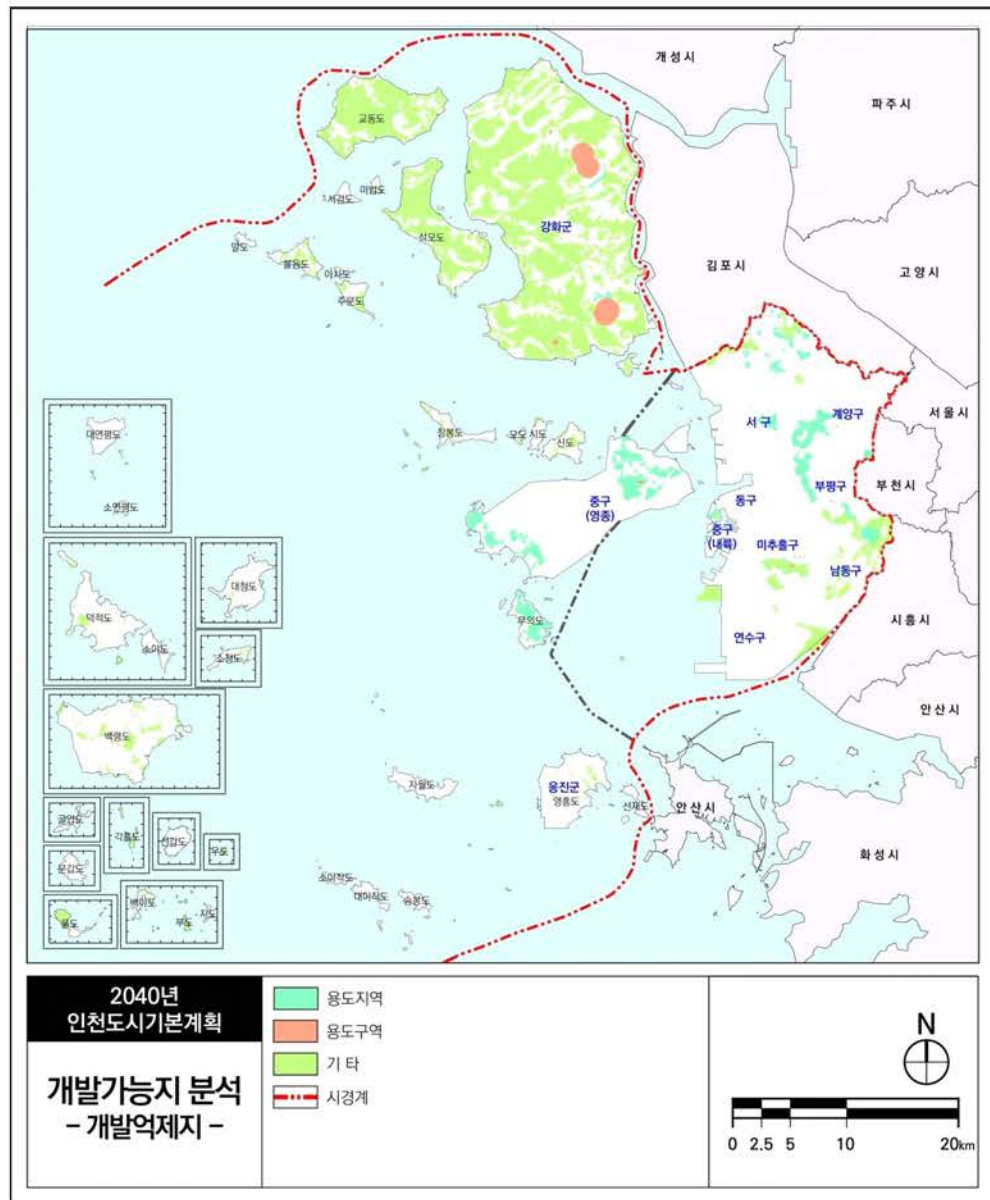 개성시
파주시
교동도
미법도
서검도
강화군
석모도
말도
볼음도
아차도
주문도
김포시
고양시
서울시
계양구
서구
부천시
부평구
장봉도
모도 시도
신도
중구
(영종)
동구
중구
(내륙)
미추홀구
남동구
무의도
연수구
시흥시
안산시
대연평도
소연평도
덕적도
소야도
대청도
소청도
백령도
굴업도
각흘도
선갑도
우도
문갑도
울도
백아도
부도
지도
자월도
옹진군
영흥도
선재도
안산시
화성시
소이작도
대이작도
승봉도
2040년
인천도시기본계획
개발가능지 분석
- 개발억제지 -
용도지역
용도구역
기 타
시경계
N
0 2.5 5 10 20km